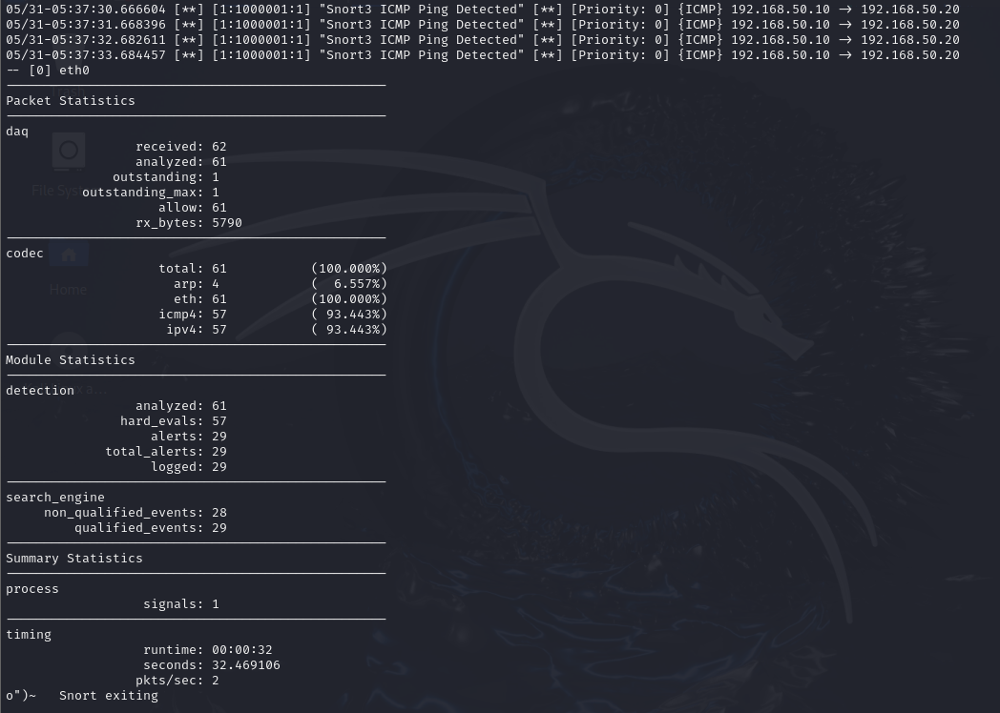 05/31-05:37:30.666604 [**] [1:1000001:1] "Snort3 ICMP Ping Detected" [**] [Priority: 0] {ICMP} 192.168.50.10 → 192.168.50.20
05/31-05:37:31.668396 [**] [1:1000001:1] "Snort3 ICMP Ping Detected" [**] [Priority: 0] {ICMP} 192.168.50.10 → 192.168.50.20
05/31-05:37:32.682611 [**] [1:1000001:1] "Snort3 ICMP Ping Detected" [**] [Priority: 0] {ICMP} 192.168.50.10 → 192.168.50.20
05/31-05:37:33.684457 [**] [1:1000001:1] "Snort3 ICMP Ping Detected" [**] [Priority: 0] {ICMP} 192.168.50.10 → 192.168.50.20
-- [0] eth0
Trash
Packet Statistics
daq
received: 62
analyzed: 61
outstanding: 1
File
outstanding_max: 1
allow: 61
rx_bytes: 5790
codec
total: 61 (100.000%)
arp: 4 ( 6.557%)
Home
eth: 61 (100.000%)
icmp4: 57 ( 93.443%)
ipv4: 57 ( 93.443%)
Module Statistics
detection
analyzed: 61
hard_evals: 57
alerts: 29
total_alerts: 29
logged: 29
search_engine
non_qualified_events: 28
qualified_events: 29
Summary Statistics
process
signals: 1
timing
runtime: 00:00:32
seconds: 32.469106
pkts/sec: 2
o")~ Snort exiting